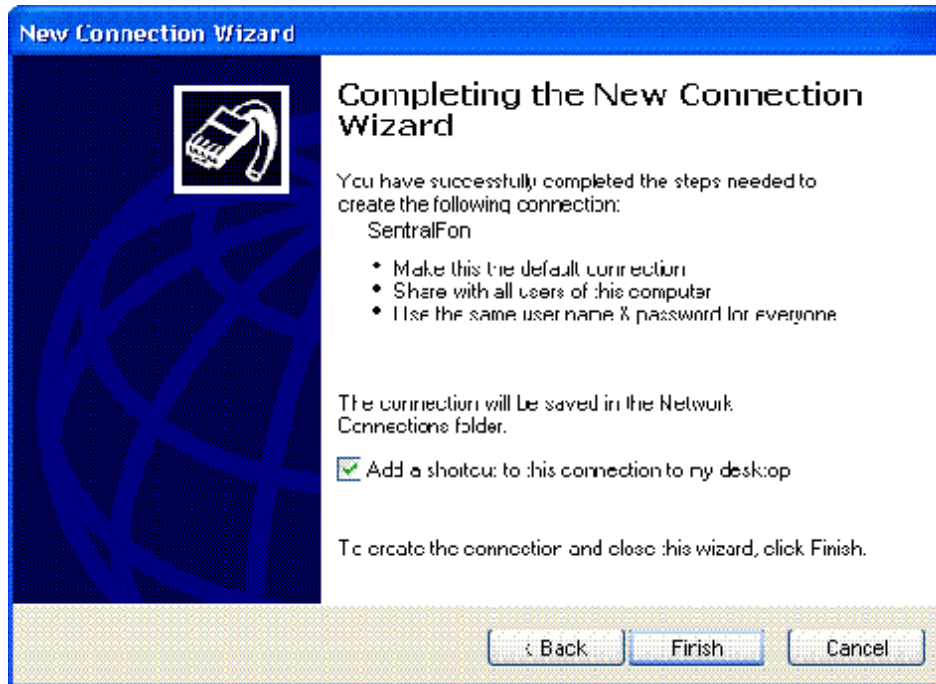 New Connection Wizard
Completing the New Connection
Wizard
You have successfully completed the steps needed to
create the following connection:
SentralFon
• Make this the default connection
• Share with all users of this computer
• Use the same user name & password for everyone
The connection will be saved in the Network
Connections folder.
Add a shortcut to this connection to my desktop
To create the connection and close this wizard, click Finish.
< Back Finish Cancel